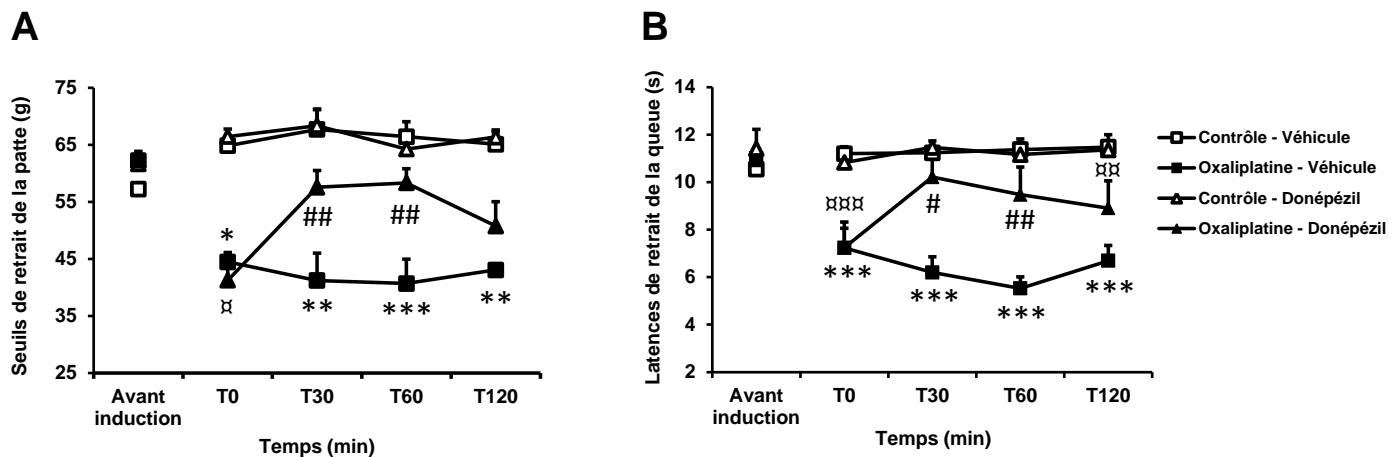 A
Seuils de retrait de la patte (g)
75
65
55
45
35
25
*
¤
##
**
##
***
**
Avant induction
T0
T30
T60
T120
Temps (min)
B
Latences de retrait de la queue (s)
14
12
10
8
6
4
2
¤¤¤
***
#
***
##
***
¤¤
***
Avant induction
T0
T30
T60
T120
Temps (min)
Contrôle - Véhicule
Oxaliplatine - Véhicule
Contrôle - Donépézil
Oxaliplatine - Donépézil